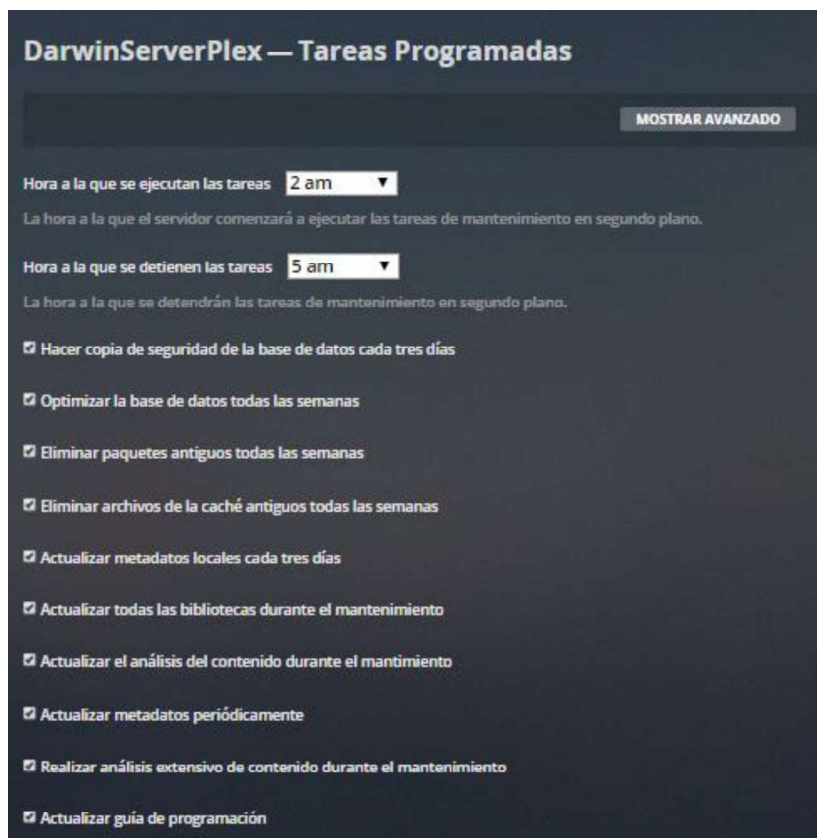 DarwinServerPlex — Tareas Programadas
MOSTRAR AVANZADO
Hora a la que se ejecutan las tareas 2 am
La hora a la que el servidor comenzará a ejecutar las tareas de mantenimiento en segundo plano.
Hora a la que se detienen las tareas 5 am
La hora a la que se detendrán las tareas de mantenimiento en segundo plano.
Hacer copia de seguridad de la base de datos cada tres días
Optimizar la base de datos todas las semanas
Eliminar paquetes antiguos todas las semanas
Eliminar archivos de la caché antiguos todas las semanas
Actualizar metadatos locales cada tres días
Actualizar todas las bibliotecas durante el mantenimiento
Actualizar el análisis del contenido durante el mantimiento
Actualizar metadatos periódicamente
Realizar análisis extensivo de contenido durante el mantenimiento
Actualizar guía de programación